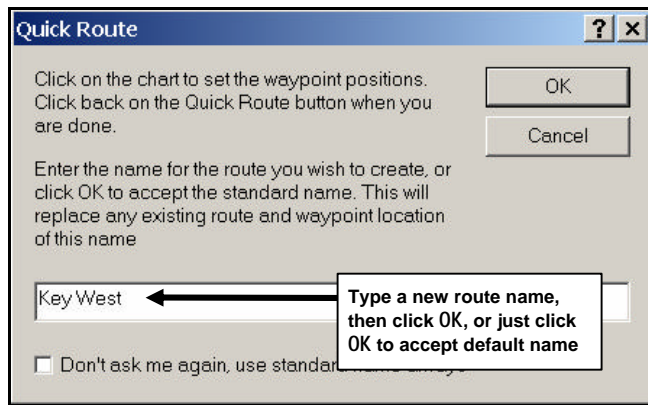 Quick Route
Click on the chart to set the waypoint positions.
Click back on the Quick Route button when you
are done.
OK
Cancel
Enter the name for the route you wish to create, or
click OK to accept the standard name. This will
replace any existing route and waypoint location
of this name
Key West
Type a new route name,
then click OK, or just click
OK to accept default name
Don't ask me again, use